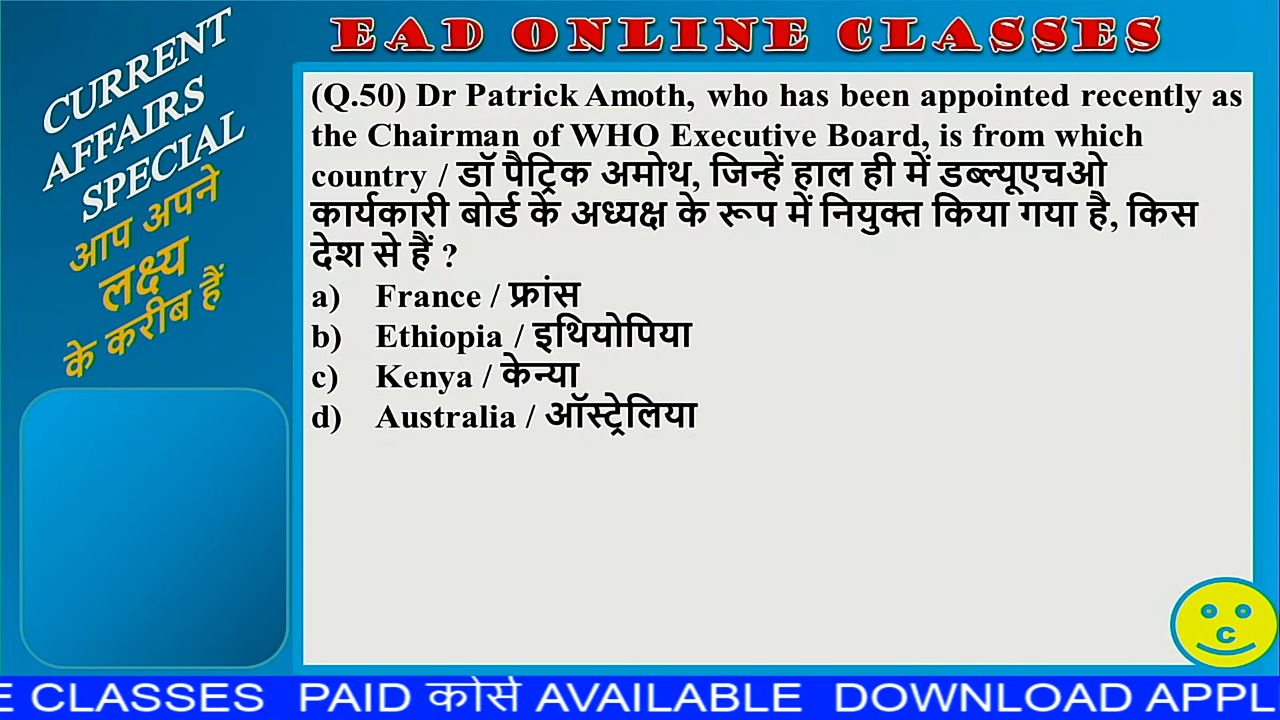 EAD ONLINE CLASSES
CURRENT
AFFAIRS
SPECIAL
आप अपने
लक्ष्य
के करीब हैं
(Q.50) Dr Patrick Amoth, who has been appointed recently as
the Chairman of WHO Executive Board, is from which
country / डॉ पैट्रिक अमोथ, जिन्हें हाल ही में डब्ल्यूएचओ
कार्यकारी बोर्ड के अध्यक्ष के रूप में नियुक्त किया गया है, किस
देश से हैं ?
a) France / फ्रांस
b) Ethiopia / इथियोपिया
c) Kenya / केन्या
d) Australia / ऑस्ट्रेलिया
C
E CLASSES PAID कोर्स AVAILABLE DOWNLOAD APPL